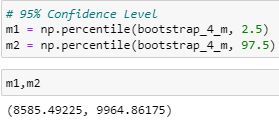 # 95% Confidence Level
m1 = np.percentile(bootstrap_4_m, 2.5)
m2 = np.percentile(bootstrap_4_m, 97.5)
m1,m2
(8585.49225, 9964.86175)